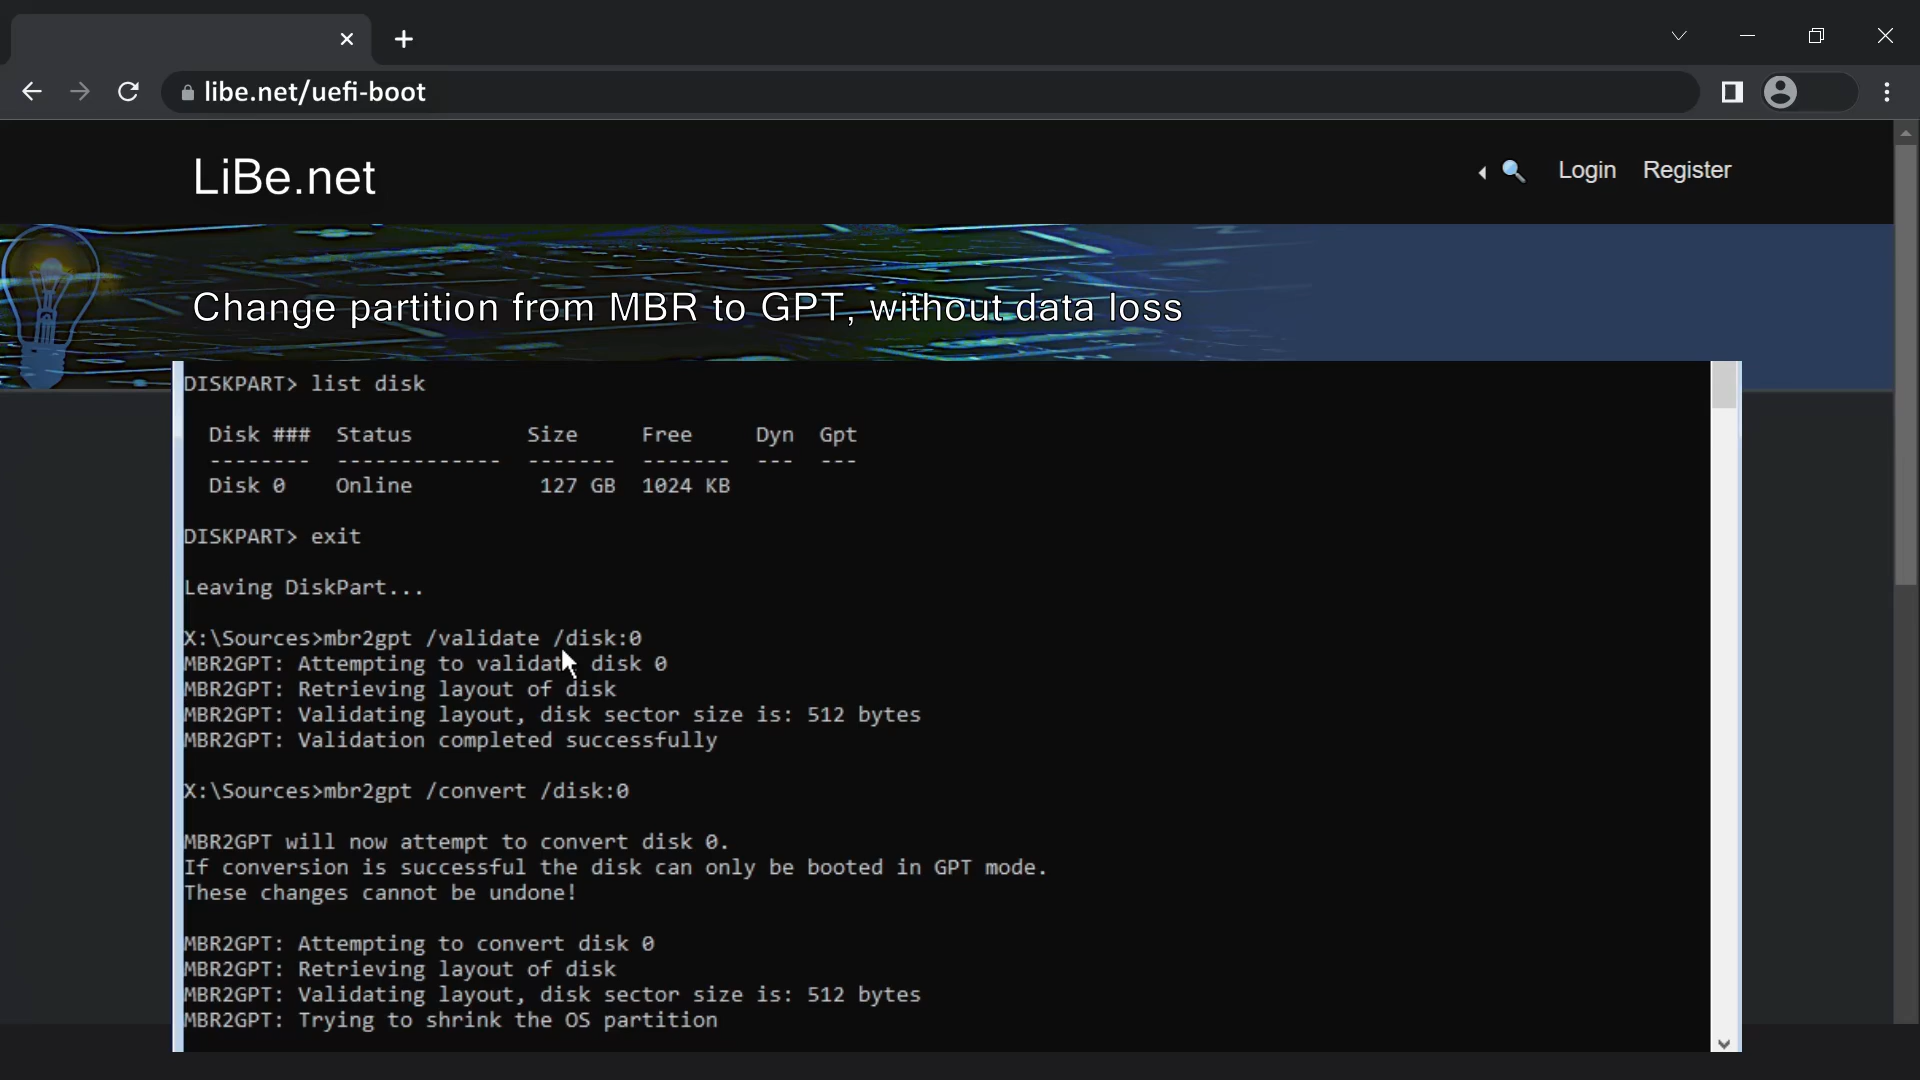 libe.net/uefi-boot
LiBe.net
Login Register
Change partition from MBR to GPT, without data loss
DISKPART> list disk
Disk ### Status Size Free Dyn Gpt
-------- ------------- ------- ------- --- ---
Disk 0 Online 127 GB 1024 KB
DISKPART> exit
Leaving DiskPart...
X:\Sources>mbr2gpt /validate /disk:0
MBR2GPT: Attempting to validate disk 0
MBR2GPT: Retrieving layout of disk
MBR2GPT: Validating layout, disk sector size is: 512 bytes
MBR2GPT: Validation completed successfully
X:\Sources>mbr2gpt /convert /disk:0
MBR2GPT will now attempt to convert disk 0.
If conversion is successful the disk can only be booted in GPT mode.
These changes cannot be undone!
MBR2GPT: Attempting to convert disk 0
MBR2GPT: Retrieving layout of disk
MBR2GPT: Validating layout, disk sector size is: 512 bytes
MBR2GPT: Trying to shrink the OS partition